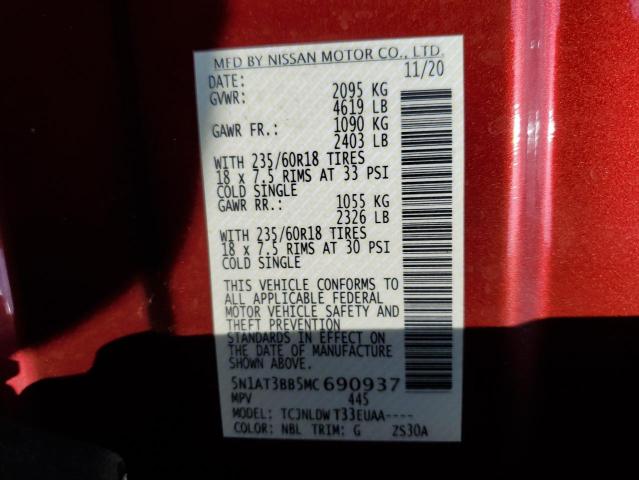 MFD BY NISSAN MOTOR CO., LTD.
DATE: 11/20
GVWR: 2095 KG
4619 LB
GAWR FR.: 1090 KG
2403 LB
WITH 235/60R18 TIRES
18 x 7.5 RIMS AT 33 PSI
COLD SINGLE
GAWR RR.: 1055 KG
2326 LB
WITH 235/60R18 TIRES
18 x 7.5 RIMS AT 30 PSI
COLD SINGLE
THIS VEHICLE CONFORMS TO
ALL APPLICABLE FEDERAL
MOTOR VEHICLE SAFETY AND
THEFT PREVENTION
STANDARDS IN EFFECT ON
THE DATE OF MANUFACTURE
SHOWN ABOVE.
5N1AT3BB5MC690937
MPV 445
MODEL: TCJNLDWT33EUAA----
COLOR: NBL TRIM: G ZS30A